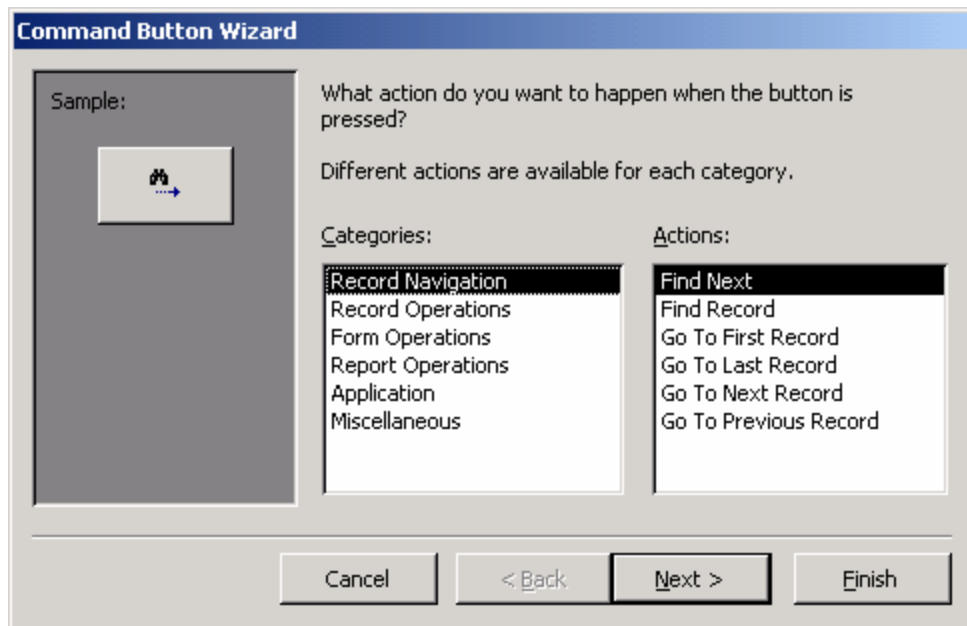 Command Button Wizard
Sample:
What action do you want to happen when the button is
pressed?
Different actions are available for each category.
Categories:
Record Navigation
Record Operations
Form Operations
Report Operations
Application
Miscellaneous
Actions:
Find Next
Find Record
Go To First Record
Go To Last Record
Go To Next Record
Go To Previous Record
Cancel
< Back
Next >
Finish